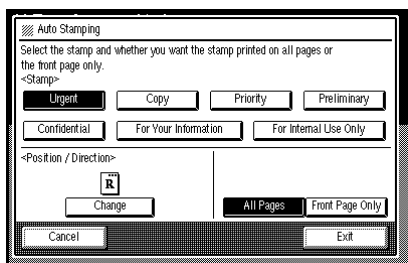 Auto Stamping
Select the stamp and whether you want the stamp printed on all pages or
the front page only.
<Stamp>
Urgent Copy Priority Preliminary
Confidential For Your Information For Internal Use Only
<Position / Direction>
R
Change All Pages Front Page Only
Cancel Exit